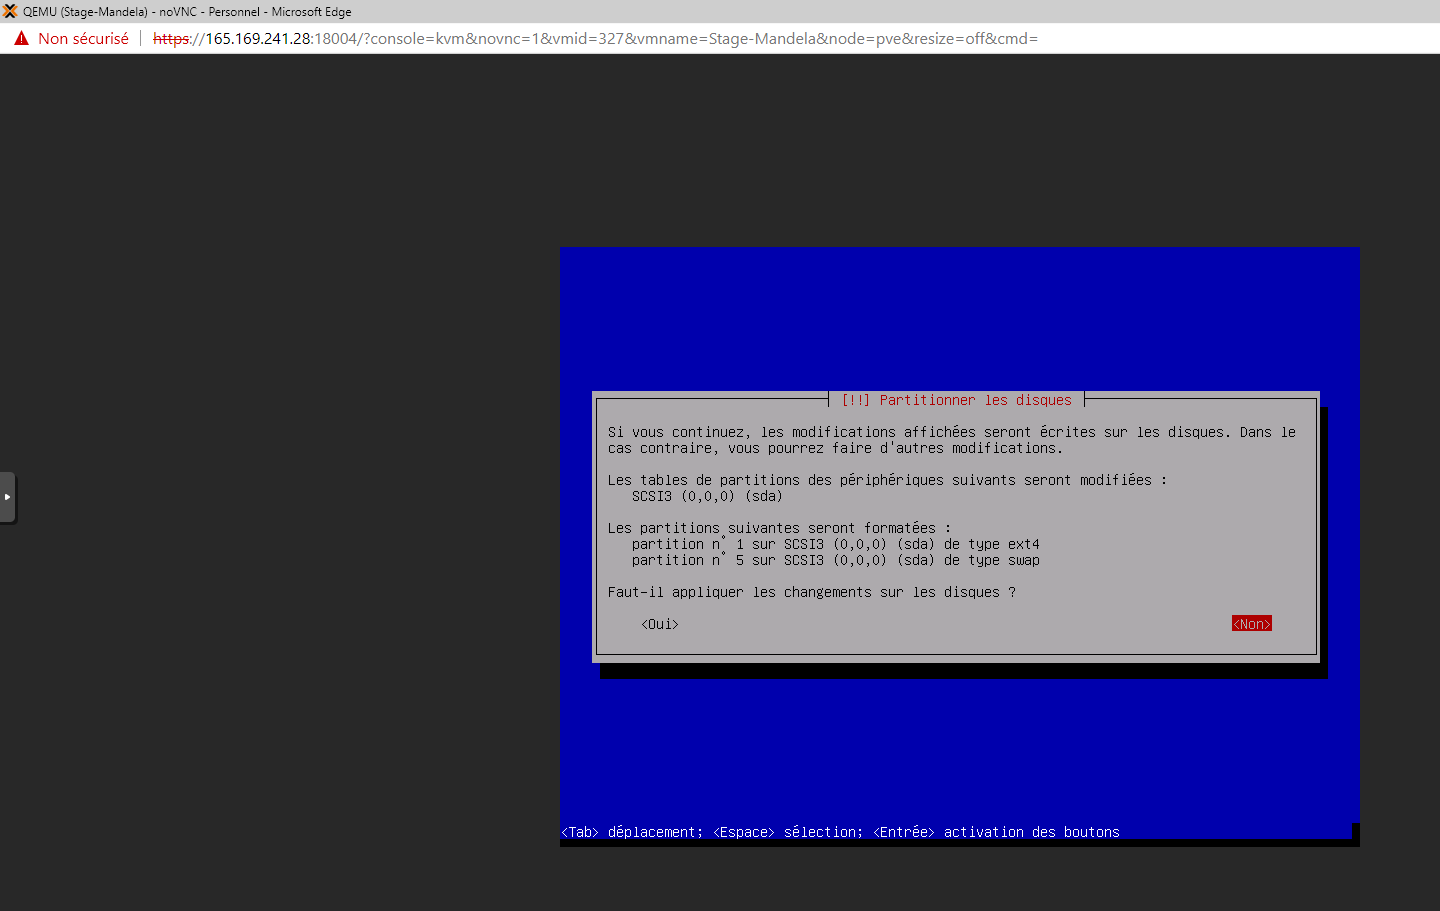 QEMU (Stage-Mandela) - noVNC - Personnel - Microsoft Edge
Non sécurisé | https://165.169.241.28:18004/?console=kvm&novnc=1&vmid=327&vmname=Stage-Mandela&node=pve&resize=off&cmd=
[!!] Partitionner les disques
Si vous continuez, les modifications affichées seront écrites sur les disques. Dans le
cas contraire, vous pourrez faire d'autres modifications.
Les tables de partitions des périphériques suivants seront modifiées :
SCSI3 (0,0,0) (sda)
Les partitions suivantes seront formatées :
partition n° 1 sur SCSI3 (0,0,0) (sda) de type ext4
partition n° 5 sur SCSI3 (0,0,0) (sda) de type swap
Faut-il appliquer les changements sur les disques ?
<Oui> <Non>
<Tab> déplacement; <Espace> sélection; <Entrée> activation des boutons